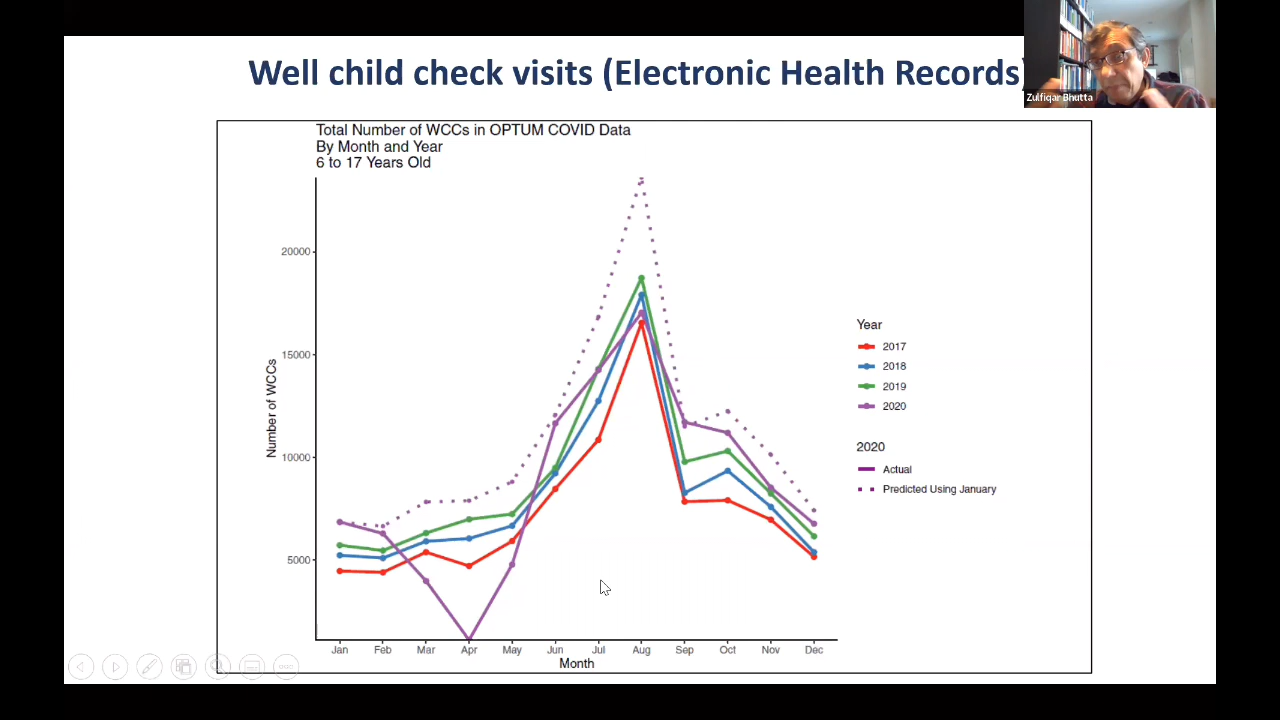 Well child check visits (Electronic Health Records)
Zulfiqar Bhutta
Total Number of WCCs in OPTUM COVID Data
By Month and Year
6 to 17 Years Old
Number of WCCs
20000
15000
10000
5000
Jan Feb Mar Apr May Jun Jul Aug Sep Oct Nov Dec
Month
Year
2017
2018
2019
2020
2020
Actual
Predicted Using January